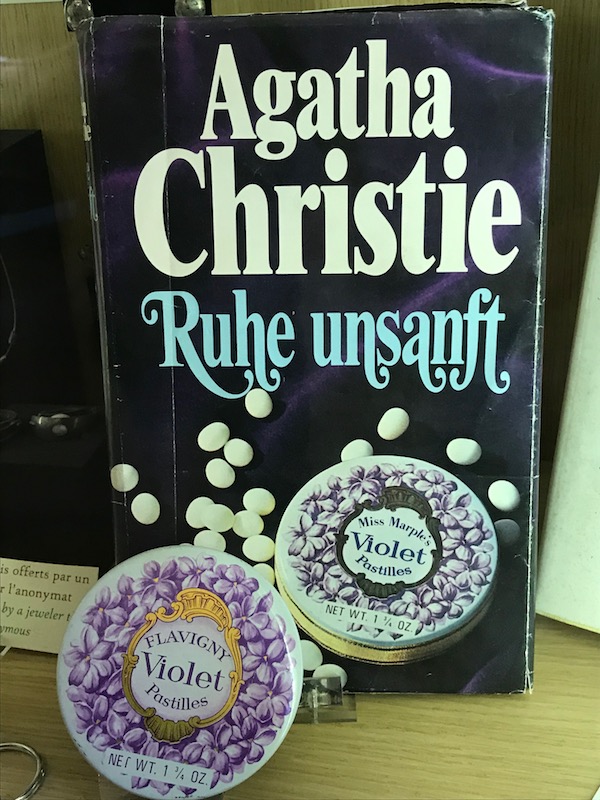 Agatha
Christie
Ruhe unsanft
Miss Marple's
Violet
Pastilles
NET WT. 1 ¾ OZ.
is offerts par un
r l'anonymat
by a jeweler
ymous
FLAVIGNY
Violet
Pastilles
NET WT. 1 ¾ OZ.